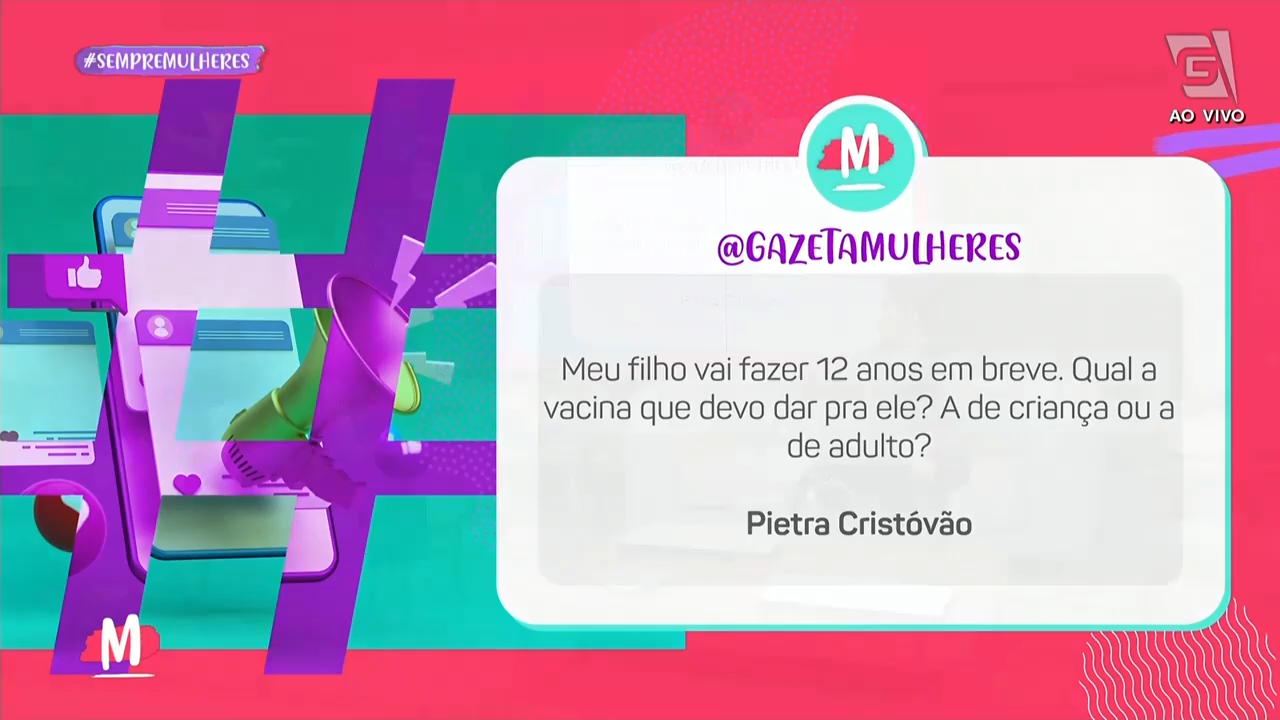 #SEMPREMULHERES
G
AO VIVO
M
@GAZETAMULHERES
Meu filho vai fazer 12 anos em breve. Qual a
vacina que devo dar pra ele? A de criança ou a
de adulto?
Pietra Cristóvão
M